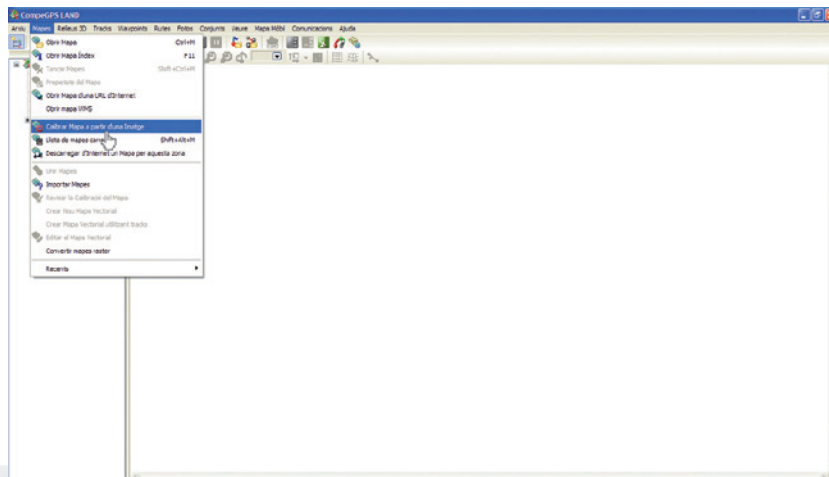 CompeGPS LAND
Arxiu Mapes Relleus 3D Tracks Waypoints Rutes Fotos Conjunts Veure Mapa Mòbil Comunicacions Ajuda
Obrir Mapa Ctrl+M
Obrir Mapa Índex F11
Tancar Mapes Shift+Ctrl+M
Propietats del Mapa
Obrir Mapa d'una URL d'Internet
Obrir mapa WMS
Calibrar Mapa a partir d'una Imatge
Llista de mapes Shift+Alt+M
Descarregar d'Internet un Mapa per aquesta zona
Unir Mapes
Importar Mapes
Revisar la Calibració del Mapa
Crear Nou Mapa Vectorial
Crear Mapa Vectorial utilitzant tracks
Editar el Mapa Vectorial
Convertir mapes raster
Recents